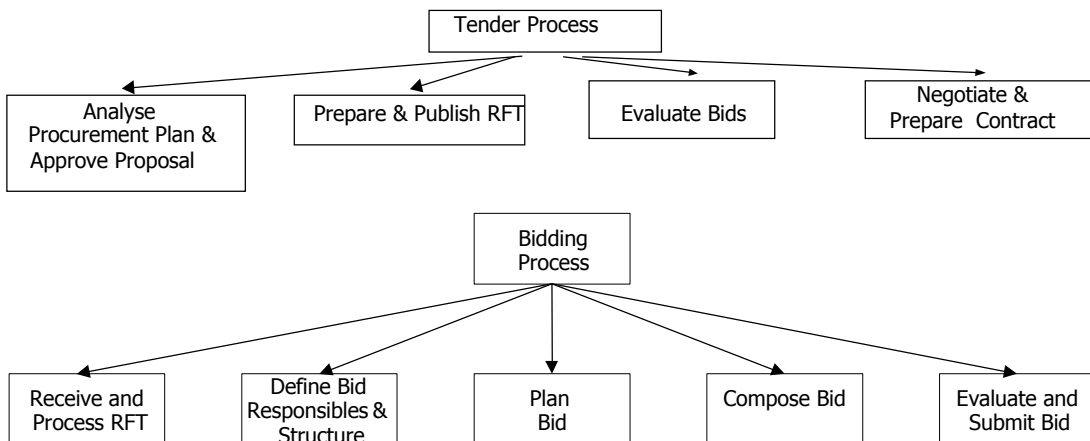 Tender Process
Analyse
Procurement Plan &
Approve Proposal
Prepare & Publish RFT
Evaluate Bids
Negotiate &
Prepare Contract
Bidding
Process
Receive and
Process RFT
Define Bid
Responsibles &
Structure
Plan
Bid
Compose Bid
Evaluate and
Submit Bid